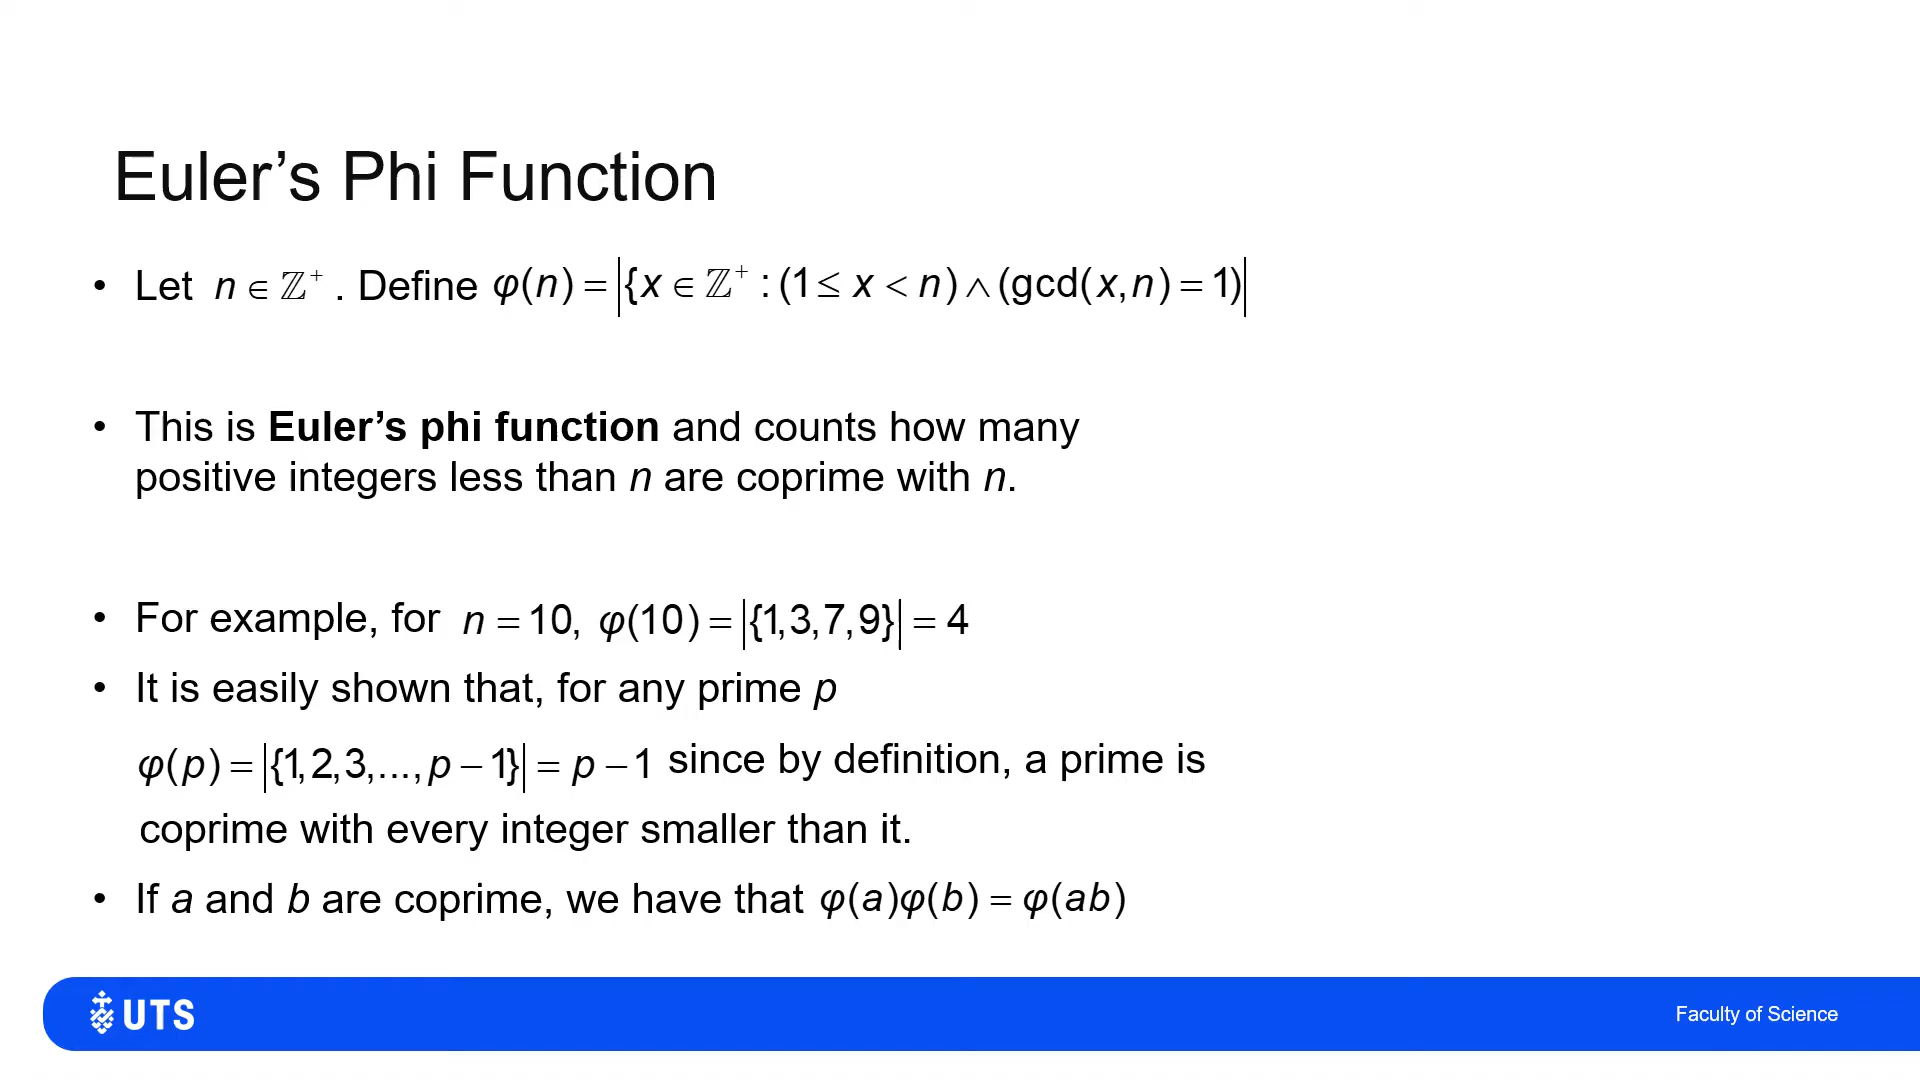 Euler’s Phi Function
• Let n ∈ ℤ⁺ . Define φ(n) = |{x ∈ ℤ⁺ : (1 ≤ x < n) ∧ (gcd(x,n) = 1)|
• This is Euler’s phi function and counts how many
positive integers less than n are coprime with n.
• For example, for n = 10, φ(10) = |{1,3,7,9}| = 4
• It is easily shown that, for any prime p
φ(p) = |{1,2,3,..., p − 1}| = p − 1 since by definition, a prime is
coprime with every integer smaller than it.
• If a and b are coprime, we have that φ(a)φ(b) = φ(ab)
UTS
Faculty of Science